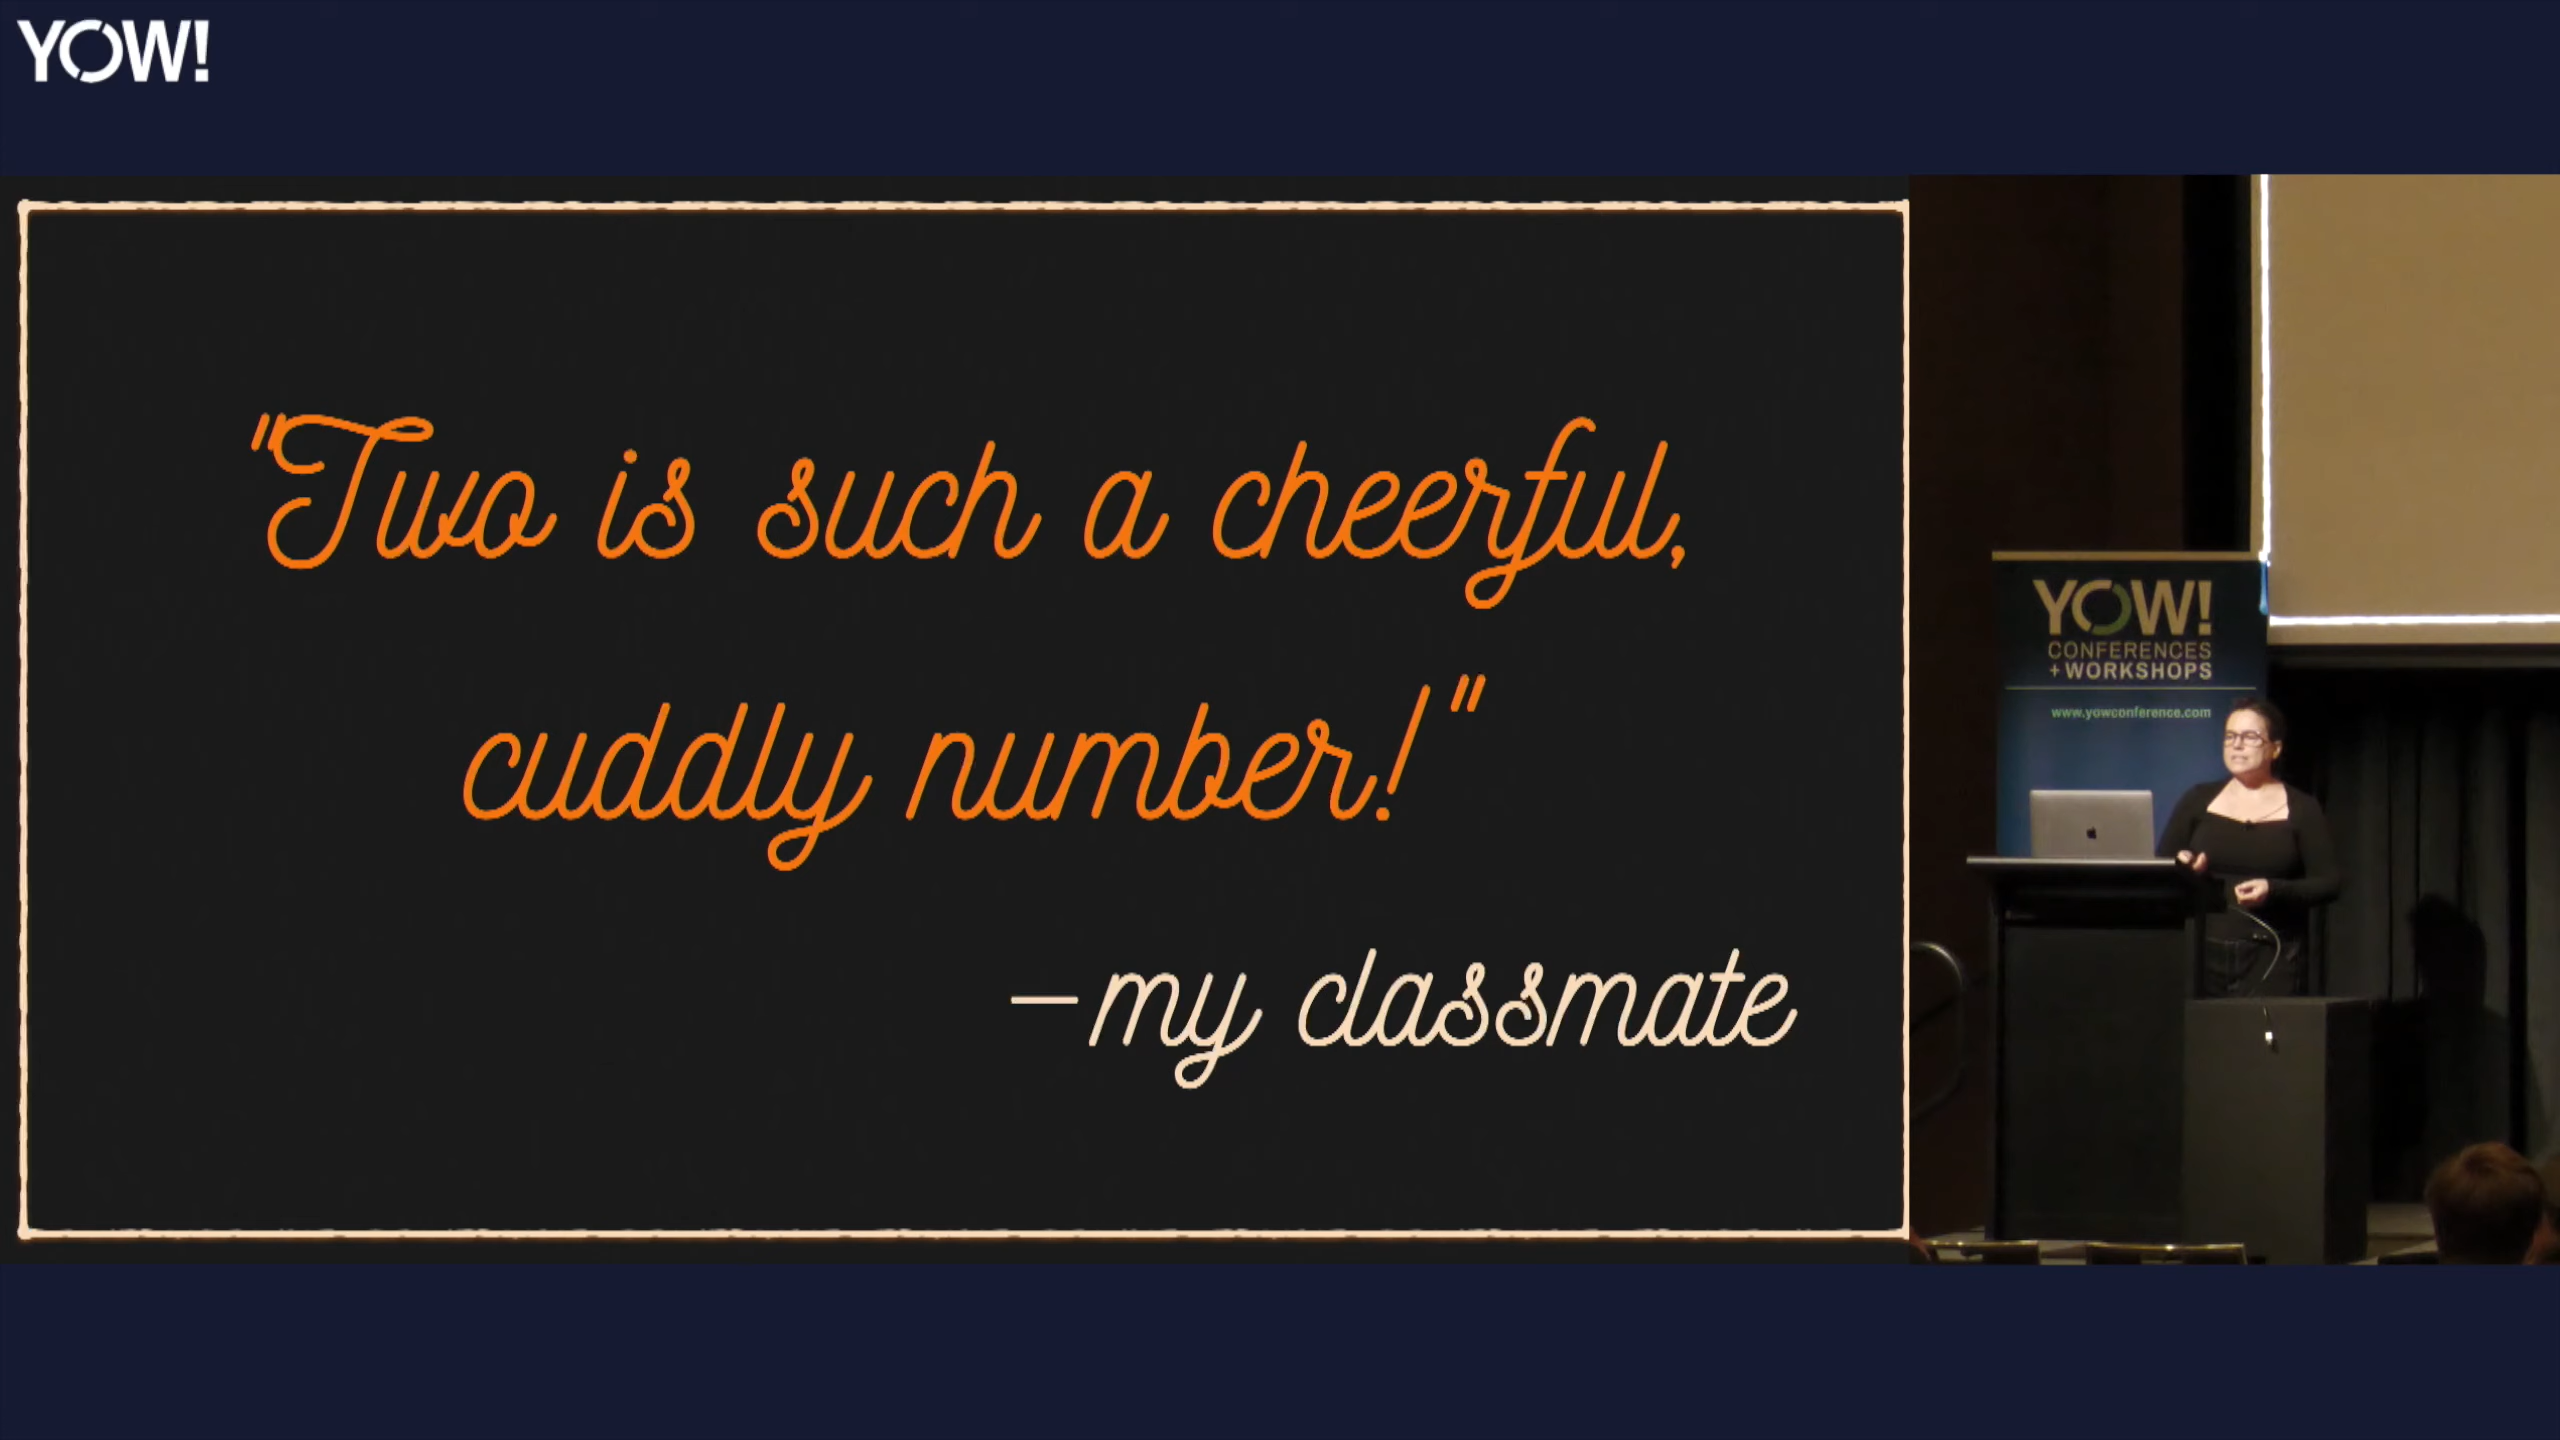 YOW!
"Two is such a cheerful,
cuddly number!"
—my classmate
YOW!
CONFERENCES
+ WORKSHOPS
www.yowconference.com